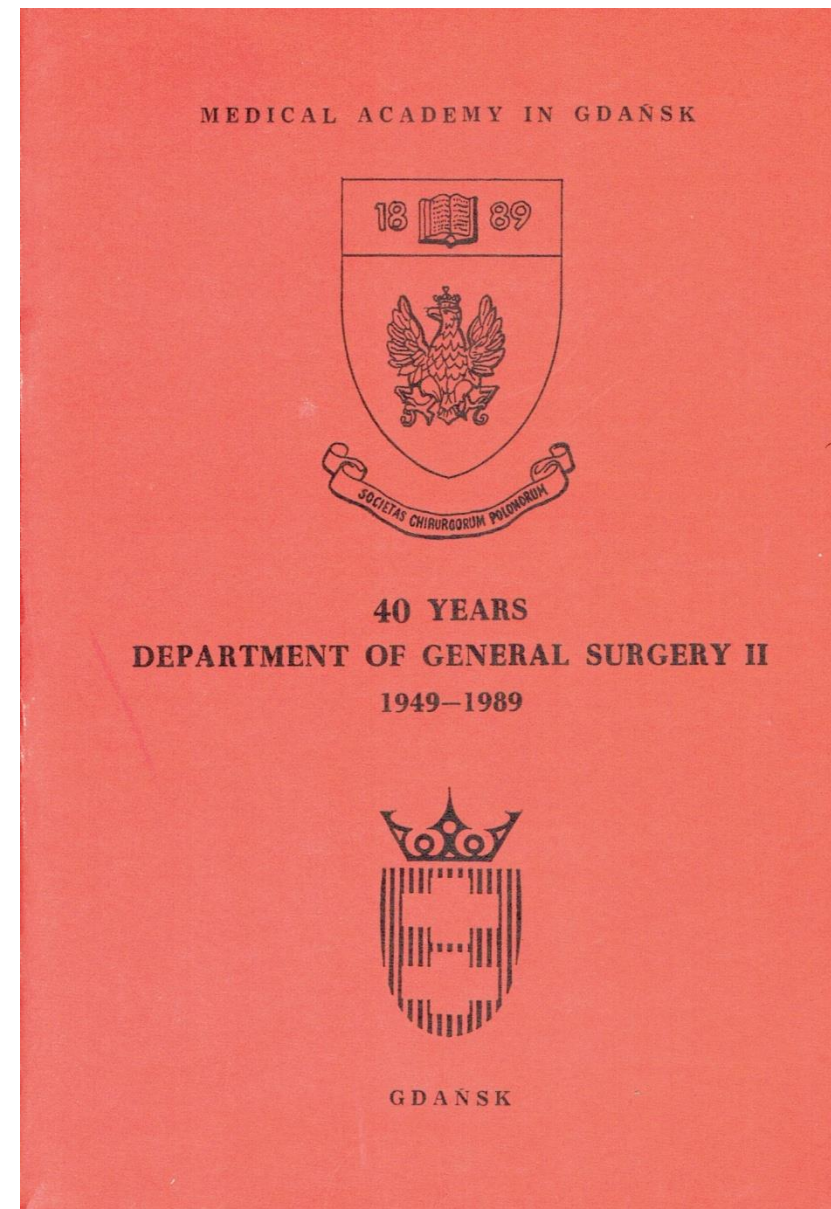 MEDICAL ACADEMY IN GDAŃSK
18 89
SOCIETAS CHIRURGORUM POLONORUM
40 YEARS
DEPARTMENT OF GENERAL SURGERY II
1949—1989
GDAŃSK